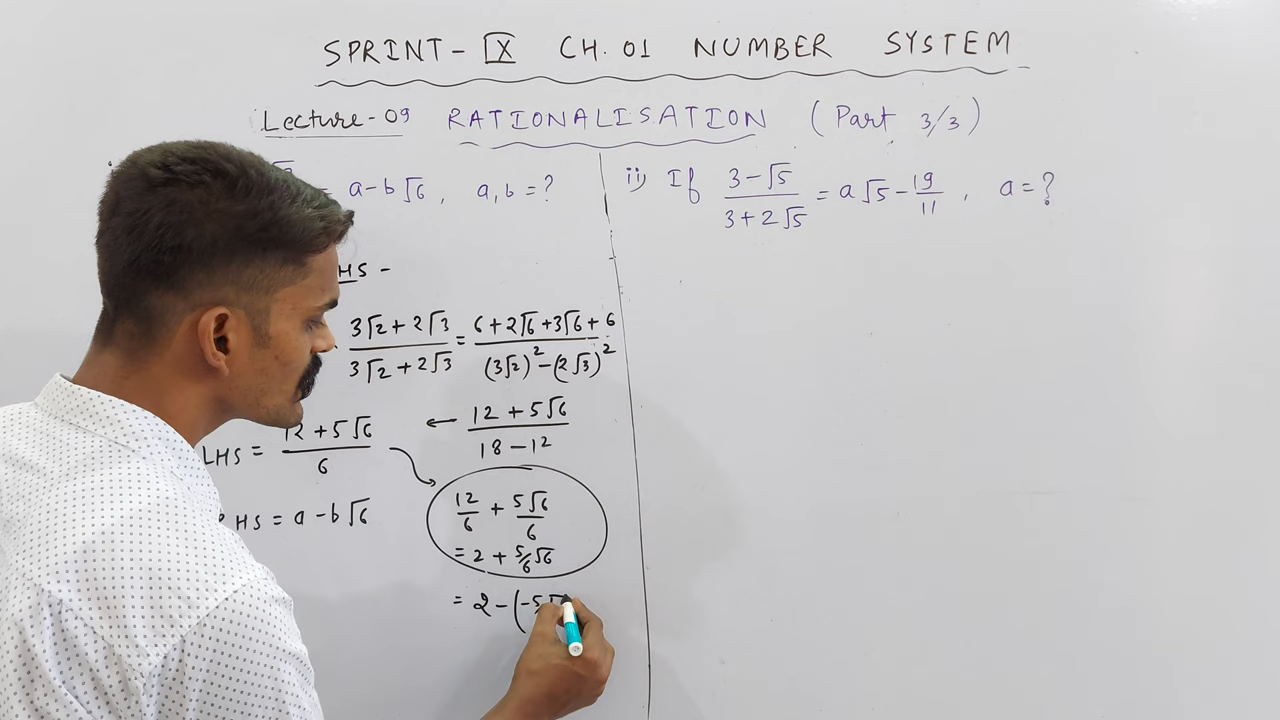 SPRINT- IX CH. 01 NUMBER SYSTEM
Lecture - 09 RATIONALISATION (Part 3/3)
= a-b√6, a,b = ?
HS -
(3√2 + 2√3)/(3√2 + 2√3) = (6 + 2√6 + 3√6 + 6)/((3√2)² - (2√3)²)
← (12 + 5√6)/(18 - 12)
LHS = (12 + 5√6)/6
12/6 + 5√6/6
= 2 + 5/6√6
HS = a - b√6
= 2 - (-5√
ii) If (3-√5)/(3+2√5) = a√5 - 19/11, a = ?